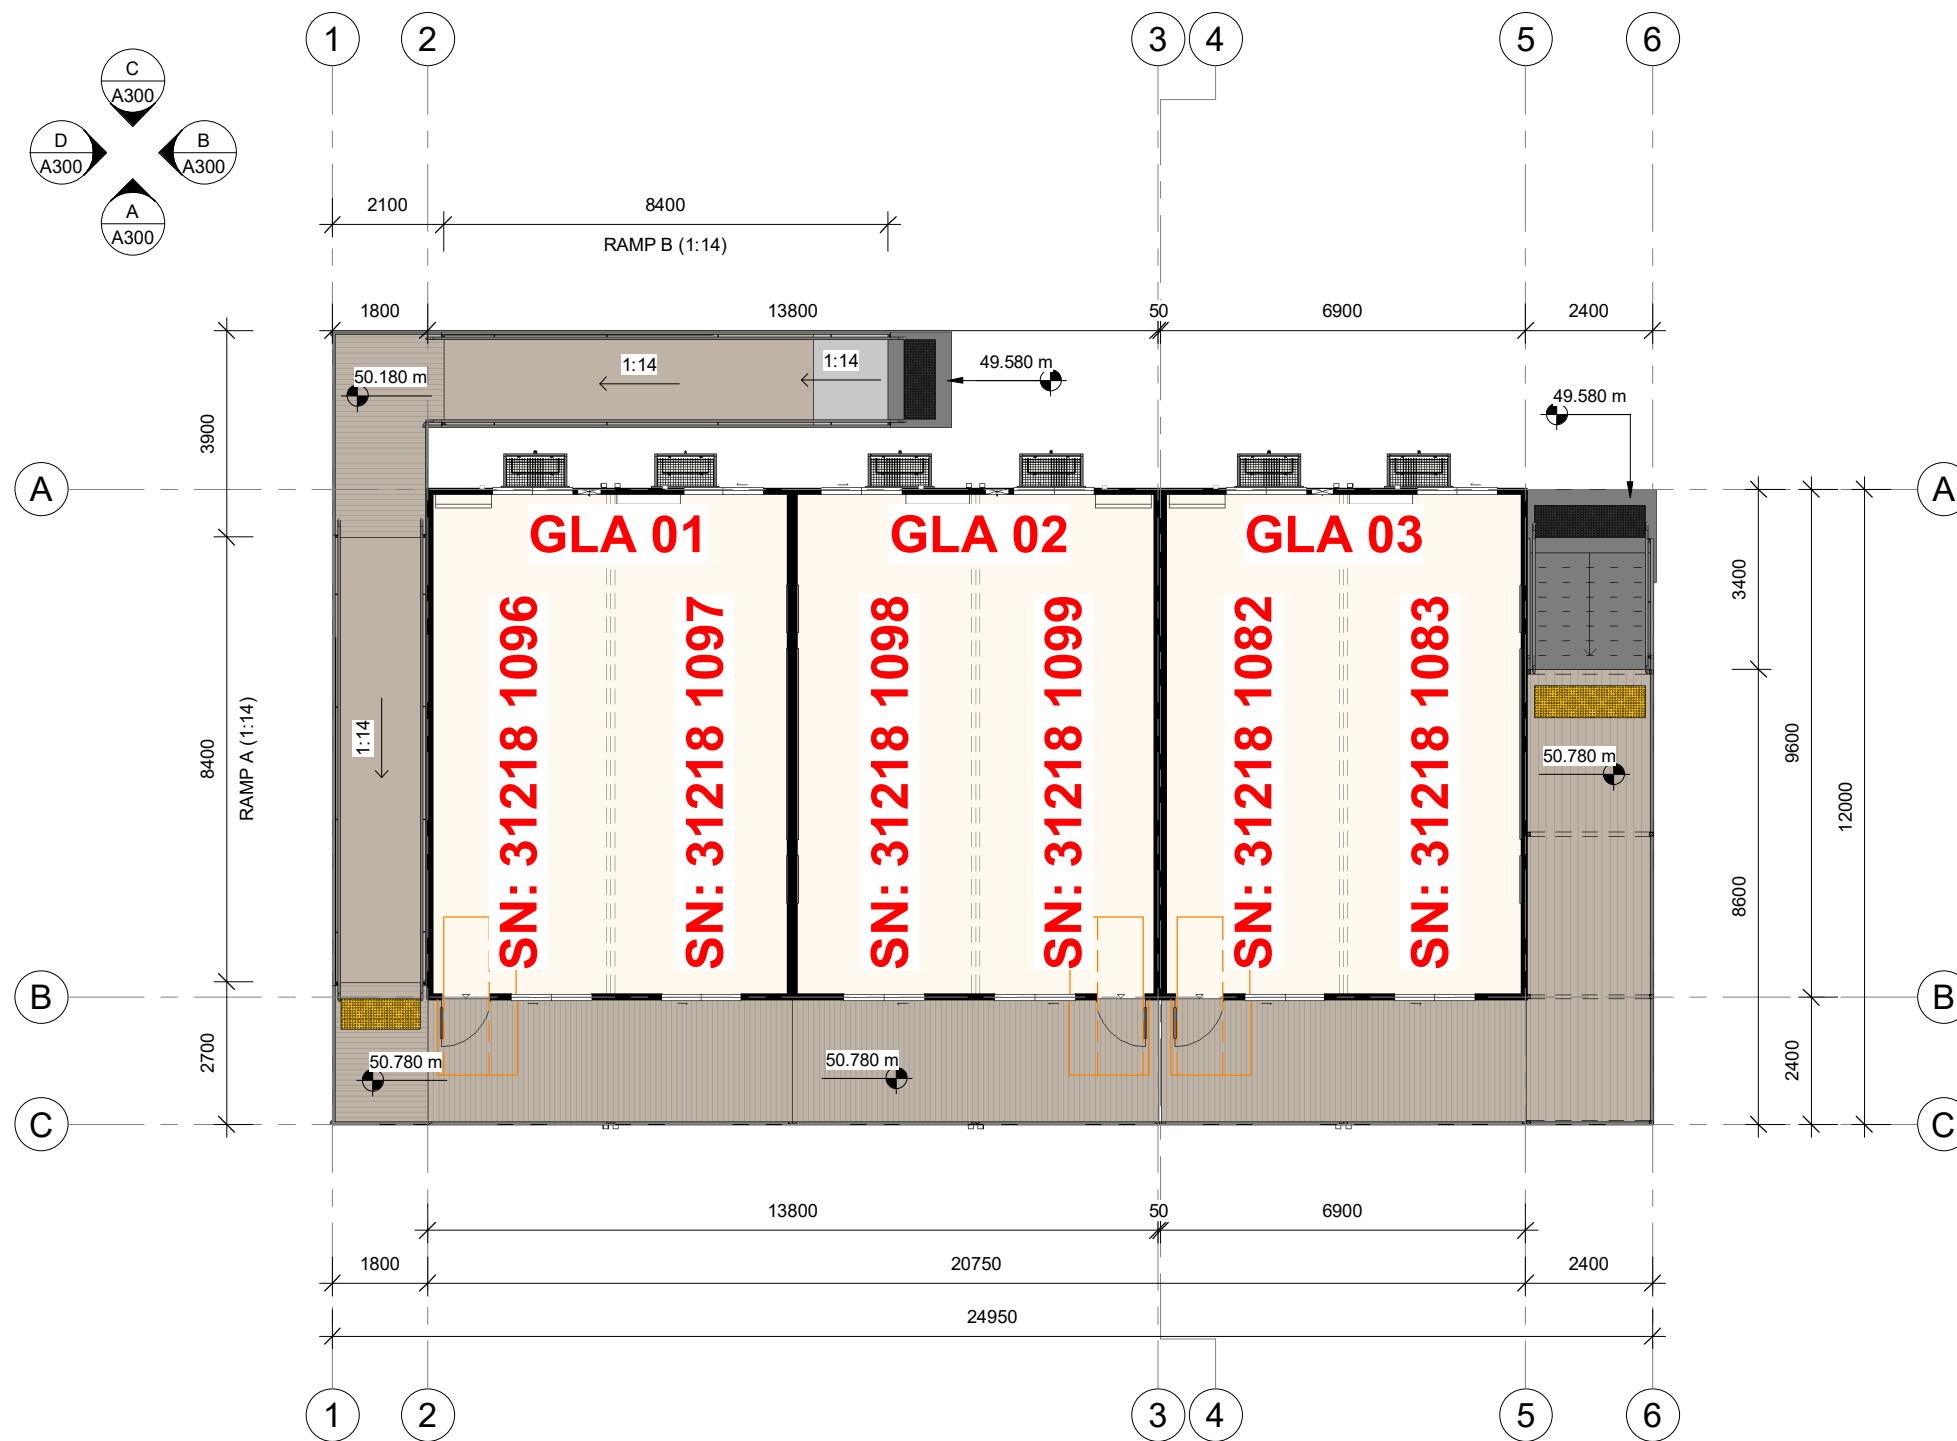 1 2 3 4 5 6
C
A300
D
A300
B
A300
A
A300
2100 8400
RAMP B (1:14)
1800 13800 50 6900 2400
1:14 1:14
49.580 m
50.180 m
49.580 m
3900
A A
GLA 01 GLA 02 GLA 03
SN: 31218 1096
SN: 31218 1097
SN: 31218 1098
SN: 31218 1099
SN: 31218 1082
SN: 31218 1083
3400
8400
RAMP A (1:14)
1:14
50.780 m
9600
12000
8600
B B
2700
50.780 m
50.780 m
2400
C C
13800 50 6900
1800 20750 2400
24950
1 2 3 4 5 6